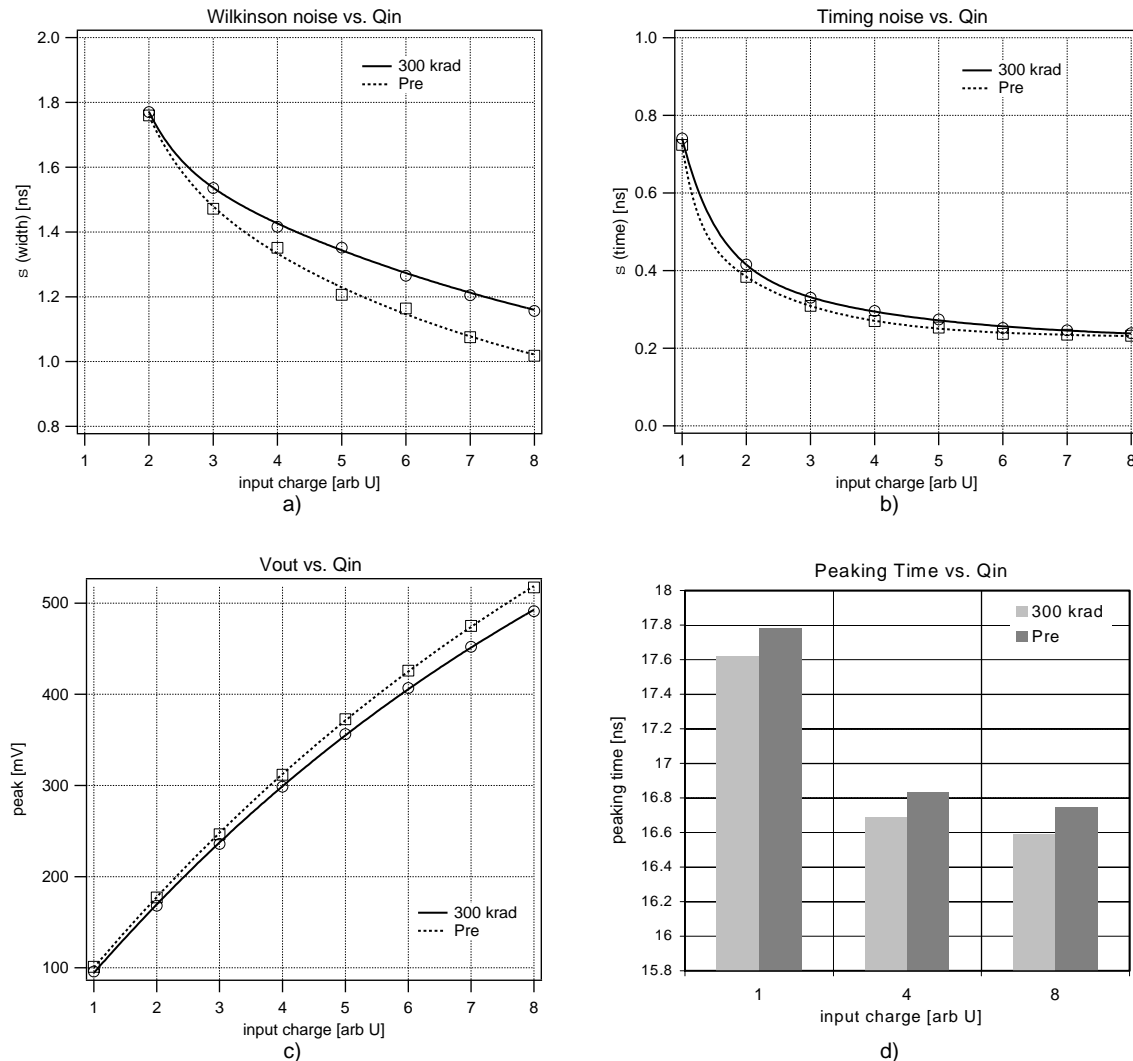 Wilkinson noise vs. Qin
2.0
1.8
1.6
1.4
1.2
1.0
0.8
s (width) [ns]
300 krad
Pre
1 2 3 4 5 6 7 8
input charge [arb U]
a)
Timing noise vs. Qin
1.0
0.8
0.6
0.4
0.2
0.0
s (time) [ns]
300 krad
Pre
1 2 3 4 5 6 7 8
input charge [arb U]
b)
Vout vs. Qin
500
400
300
200
100
peak [mV]
300 krad
Pre
1 2 3 4 5 6 7 8
input charge [arb U]
c)
Peaking Time vs. Qin
18
17.8
17.6
17.4
17.2
17
16.8
16.6
16.4
16.2
16
15.8
peaking time [ns]
300 krad
Pre
1 4 8
input charge [arb U]
d)